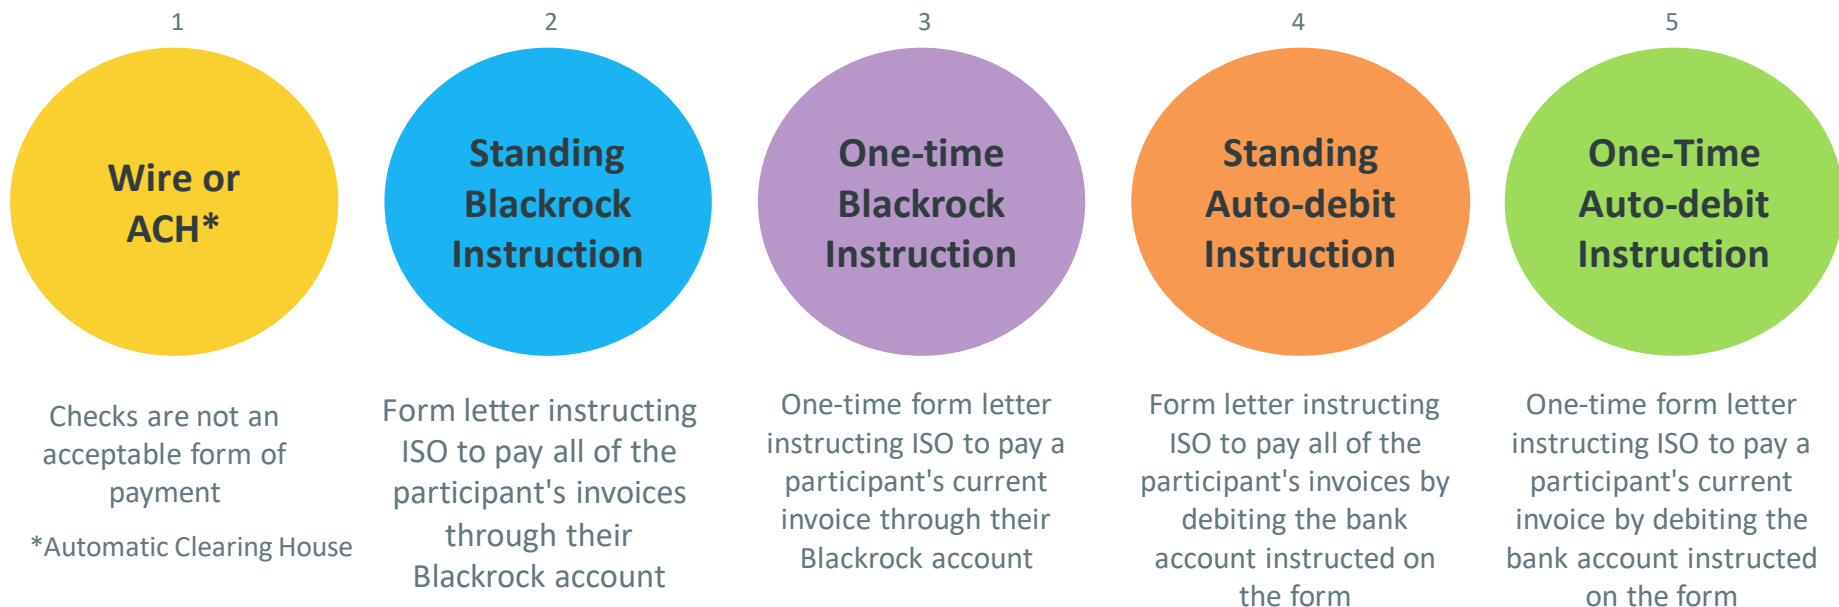 1
Wire or
ACH*
Checks are not an
acceptable form of
payment
*Automatic Clearing House
2
Standing
Blackrock
Instruction
Form letter instructing
ISO to pay all of the
participant's invoices
through their
Blackrock account
3
One-time
Blackrock
Instruction
One-time form letter
instructing ISO to pay a
participant's current
invoice through their
Blackrock account
4
Standing
Auto-debit
Instruction
Form letter instructing
ISO to pay all of the
participant's invoices by
debiting the bank
account instructed on
the form
5
One-Time
Auto-debit
Instruction
One-time form letter
instructing ISO to pay a
participant's current
invoice by debiting the
bank account instructed
on the form